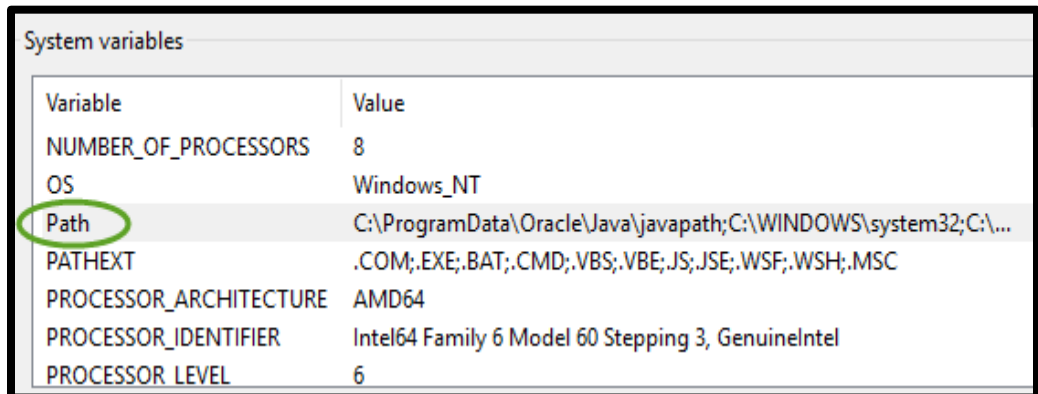 System variables
Variable Value
NUMBER_OF_PROCESSORS 8
OS Windows_NT
Path C:\ProgramData\Oracle\Java\javapath;C:\WINDOWS\system32;C:\...
PATHEXT .COM;.EXE;.BAT;.CMD;.VBS;.VBE;.JS;.JSE;.WSF;.WSH;.MSC
PROCESSOR_ARCHITECTURE AMD64
PROCESSOR_IDENTIFIER Intel64 Family 6 Model 60 Stepping 3, GenuineIntel
PROCESSOR_LEVEL 6